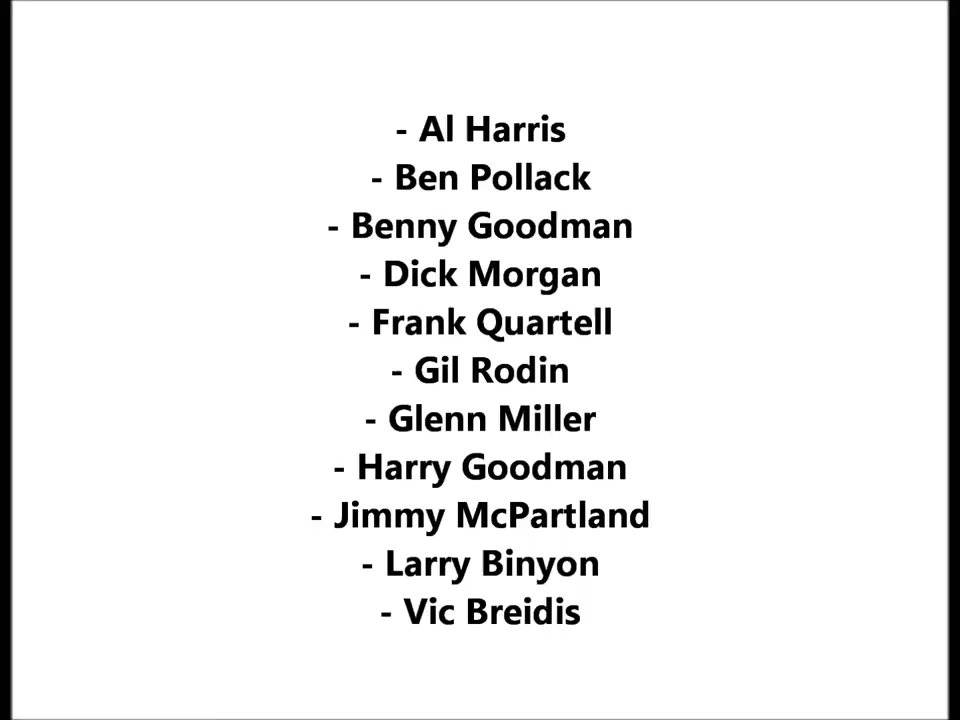 - Al Harris
- Ben Pollack
- Benny Goodman
- Dick Morgan
- Frank Quartell
- Gil Rodin
- Glenn Miller
- Harry Goodman
- Jimmy McPartland
- Larry Binyon
- Vic Breidis